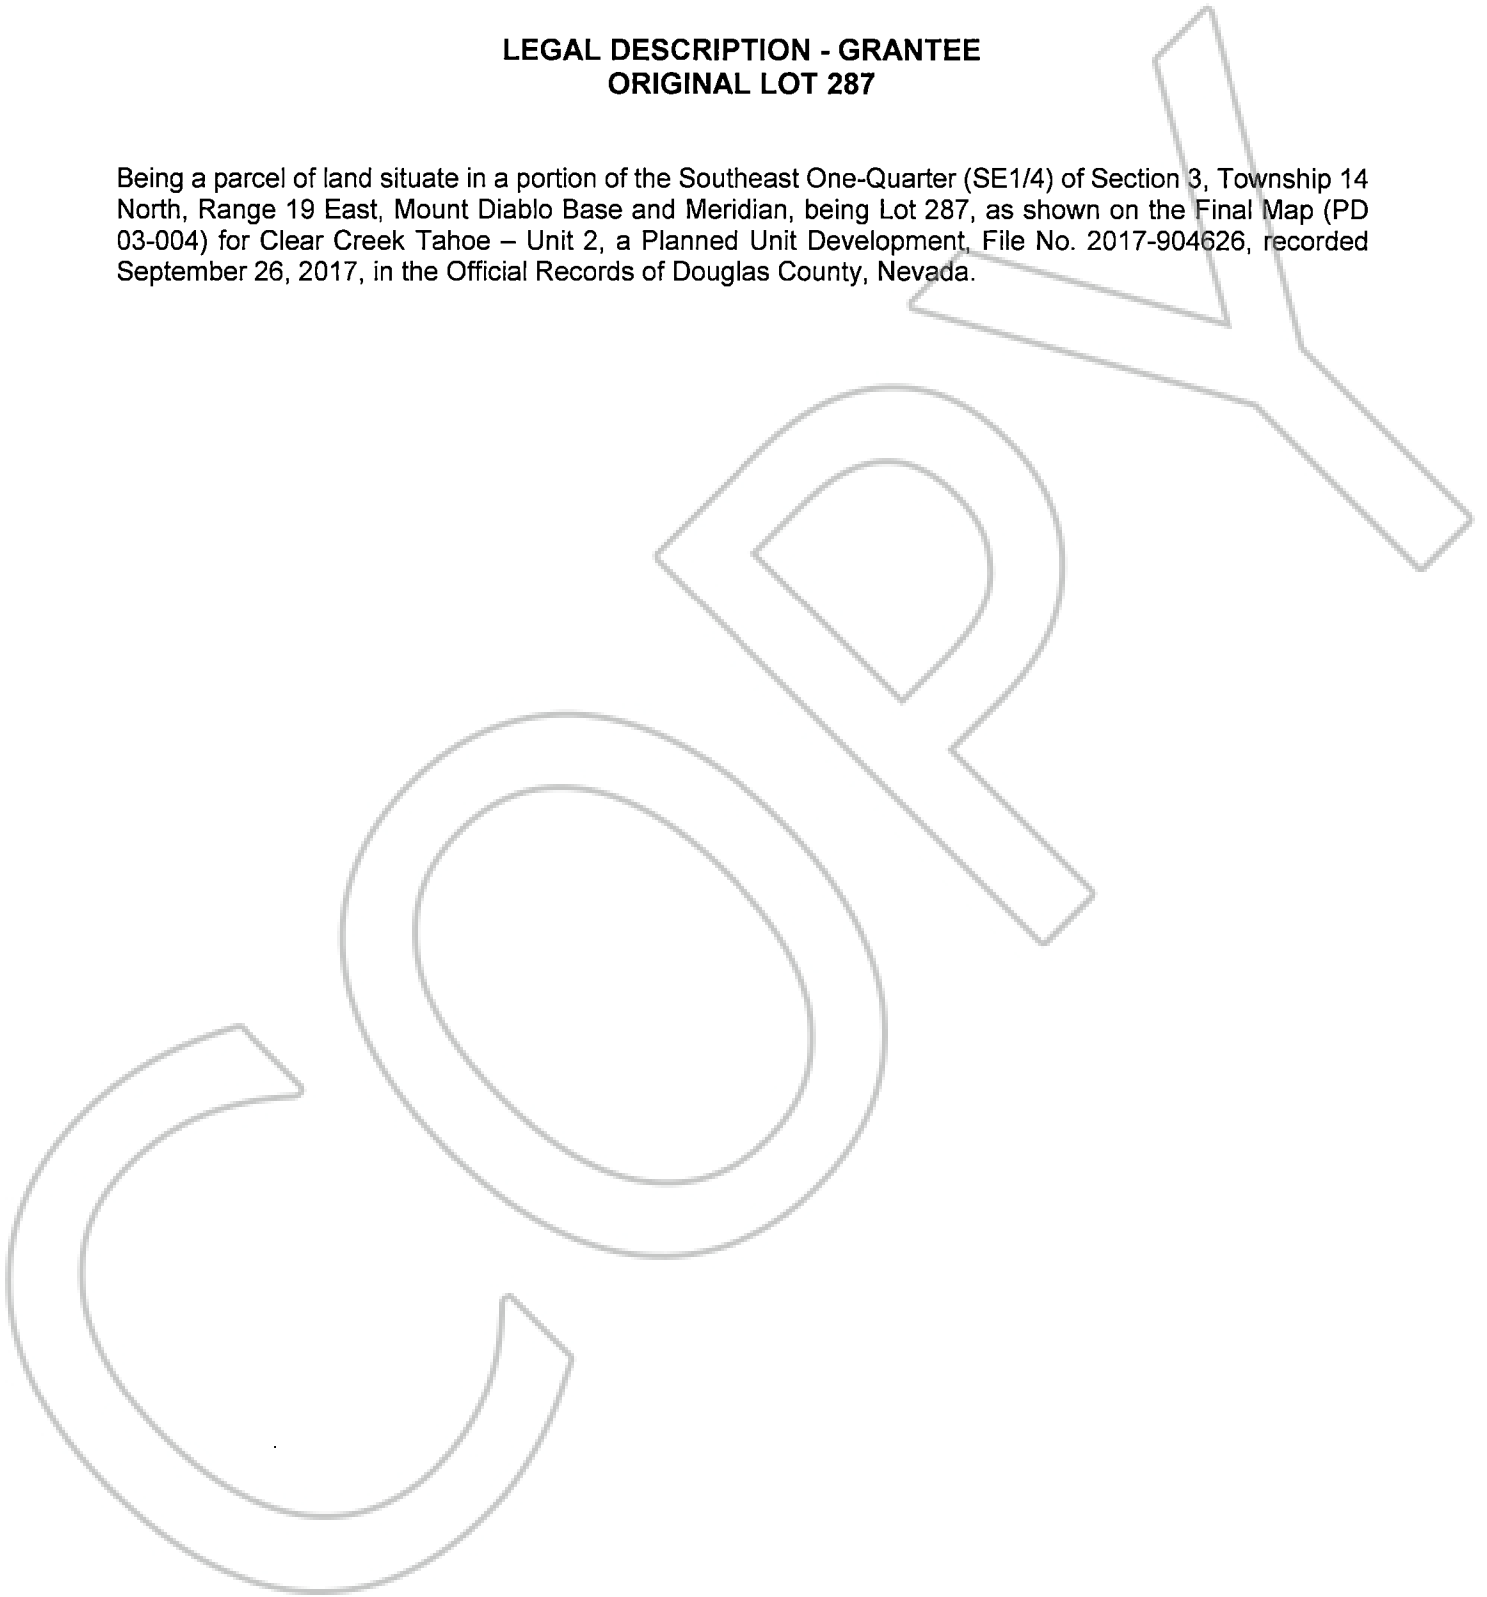 LEGAL DESCRIPTION - GRANTEE
ORIGINAL LOT 287
Being a parcel of land situate in a portion of the Southeast One-Quarter (SE1/4) of Section 3, Township 14
North, Range 19 East, Mount Diablo Base and Meridian, being Lot 287, as shown on the Final Map (PD
03-004) for Clear Creek Tahoe – Unit 2, a Planned Unit Development, File No. 2017-904626, recorded
September 26, 2017, in the Official Records of Douglas County, Nevada.
COPY